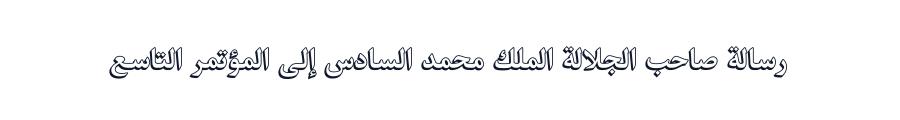 رسالة صاحب الجلالة الملك محمد السادس إلى المؤتمر التاسع